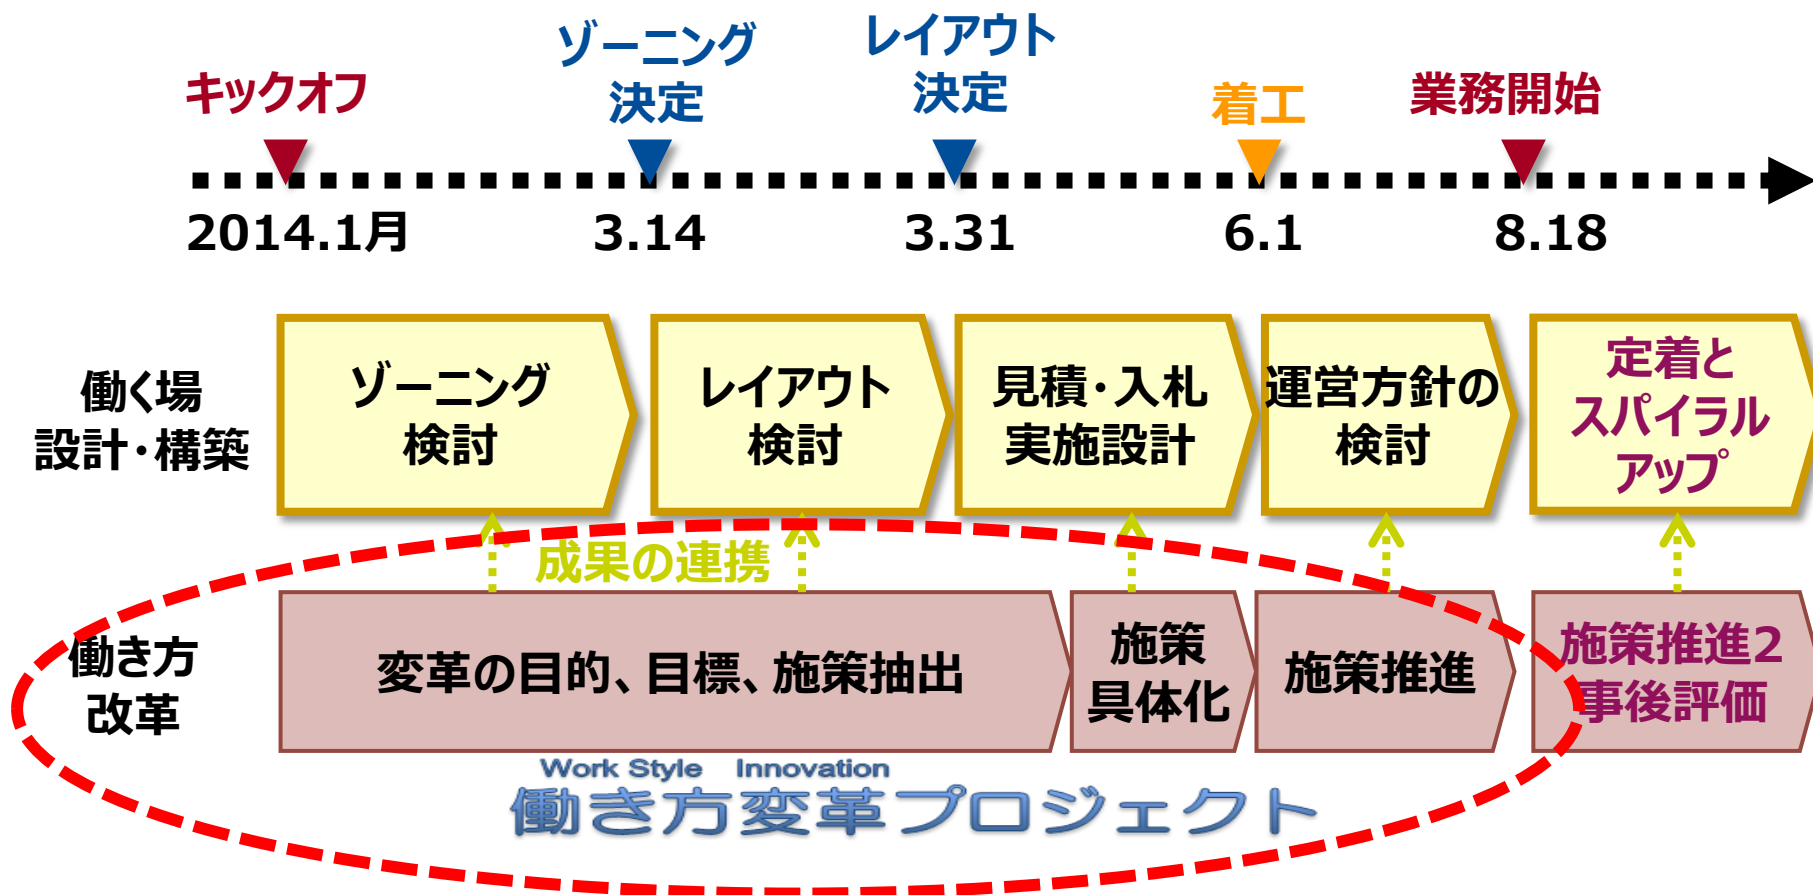 キックオフ
ゾーニング
決定
レイアウト
決定
着工
業務開始
2014.1月
3.14
3.31
6.1
8.18
働く場
設計・構築
ゾーニング
検討
レイアウト
検討
見積・入札
実施設計
運営方針の
検討
定着と
スパイラル
アップ
成果の連携
働き方
改革
変革の目的、目標、施策抽出
施策
具体化
施策推進
施策推進2
事後評価
Work Style Innovation
働き方変革プロジェクト